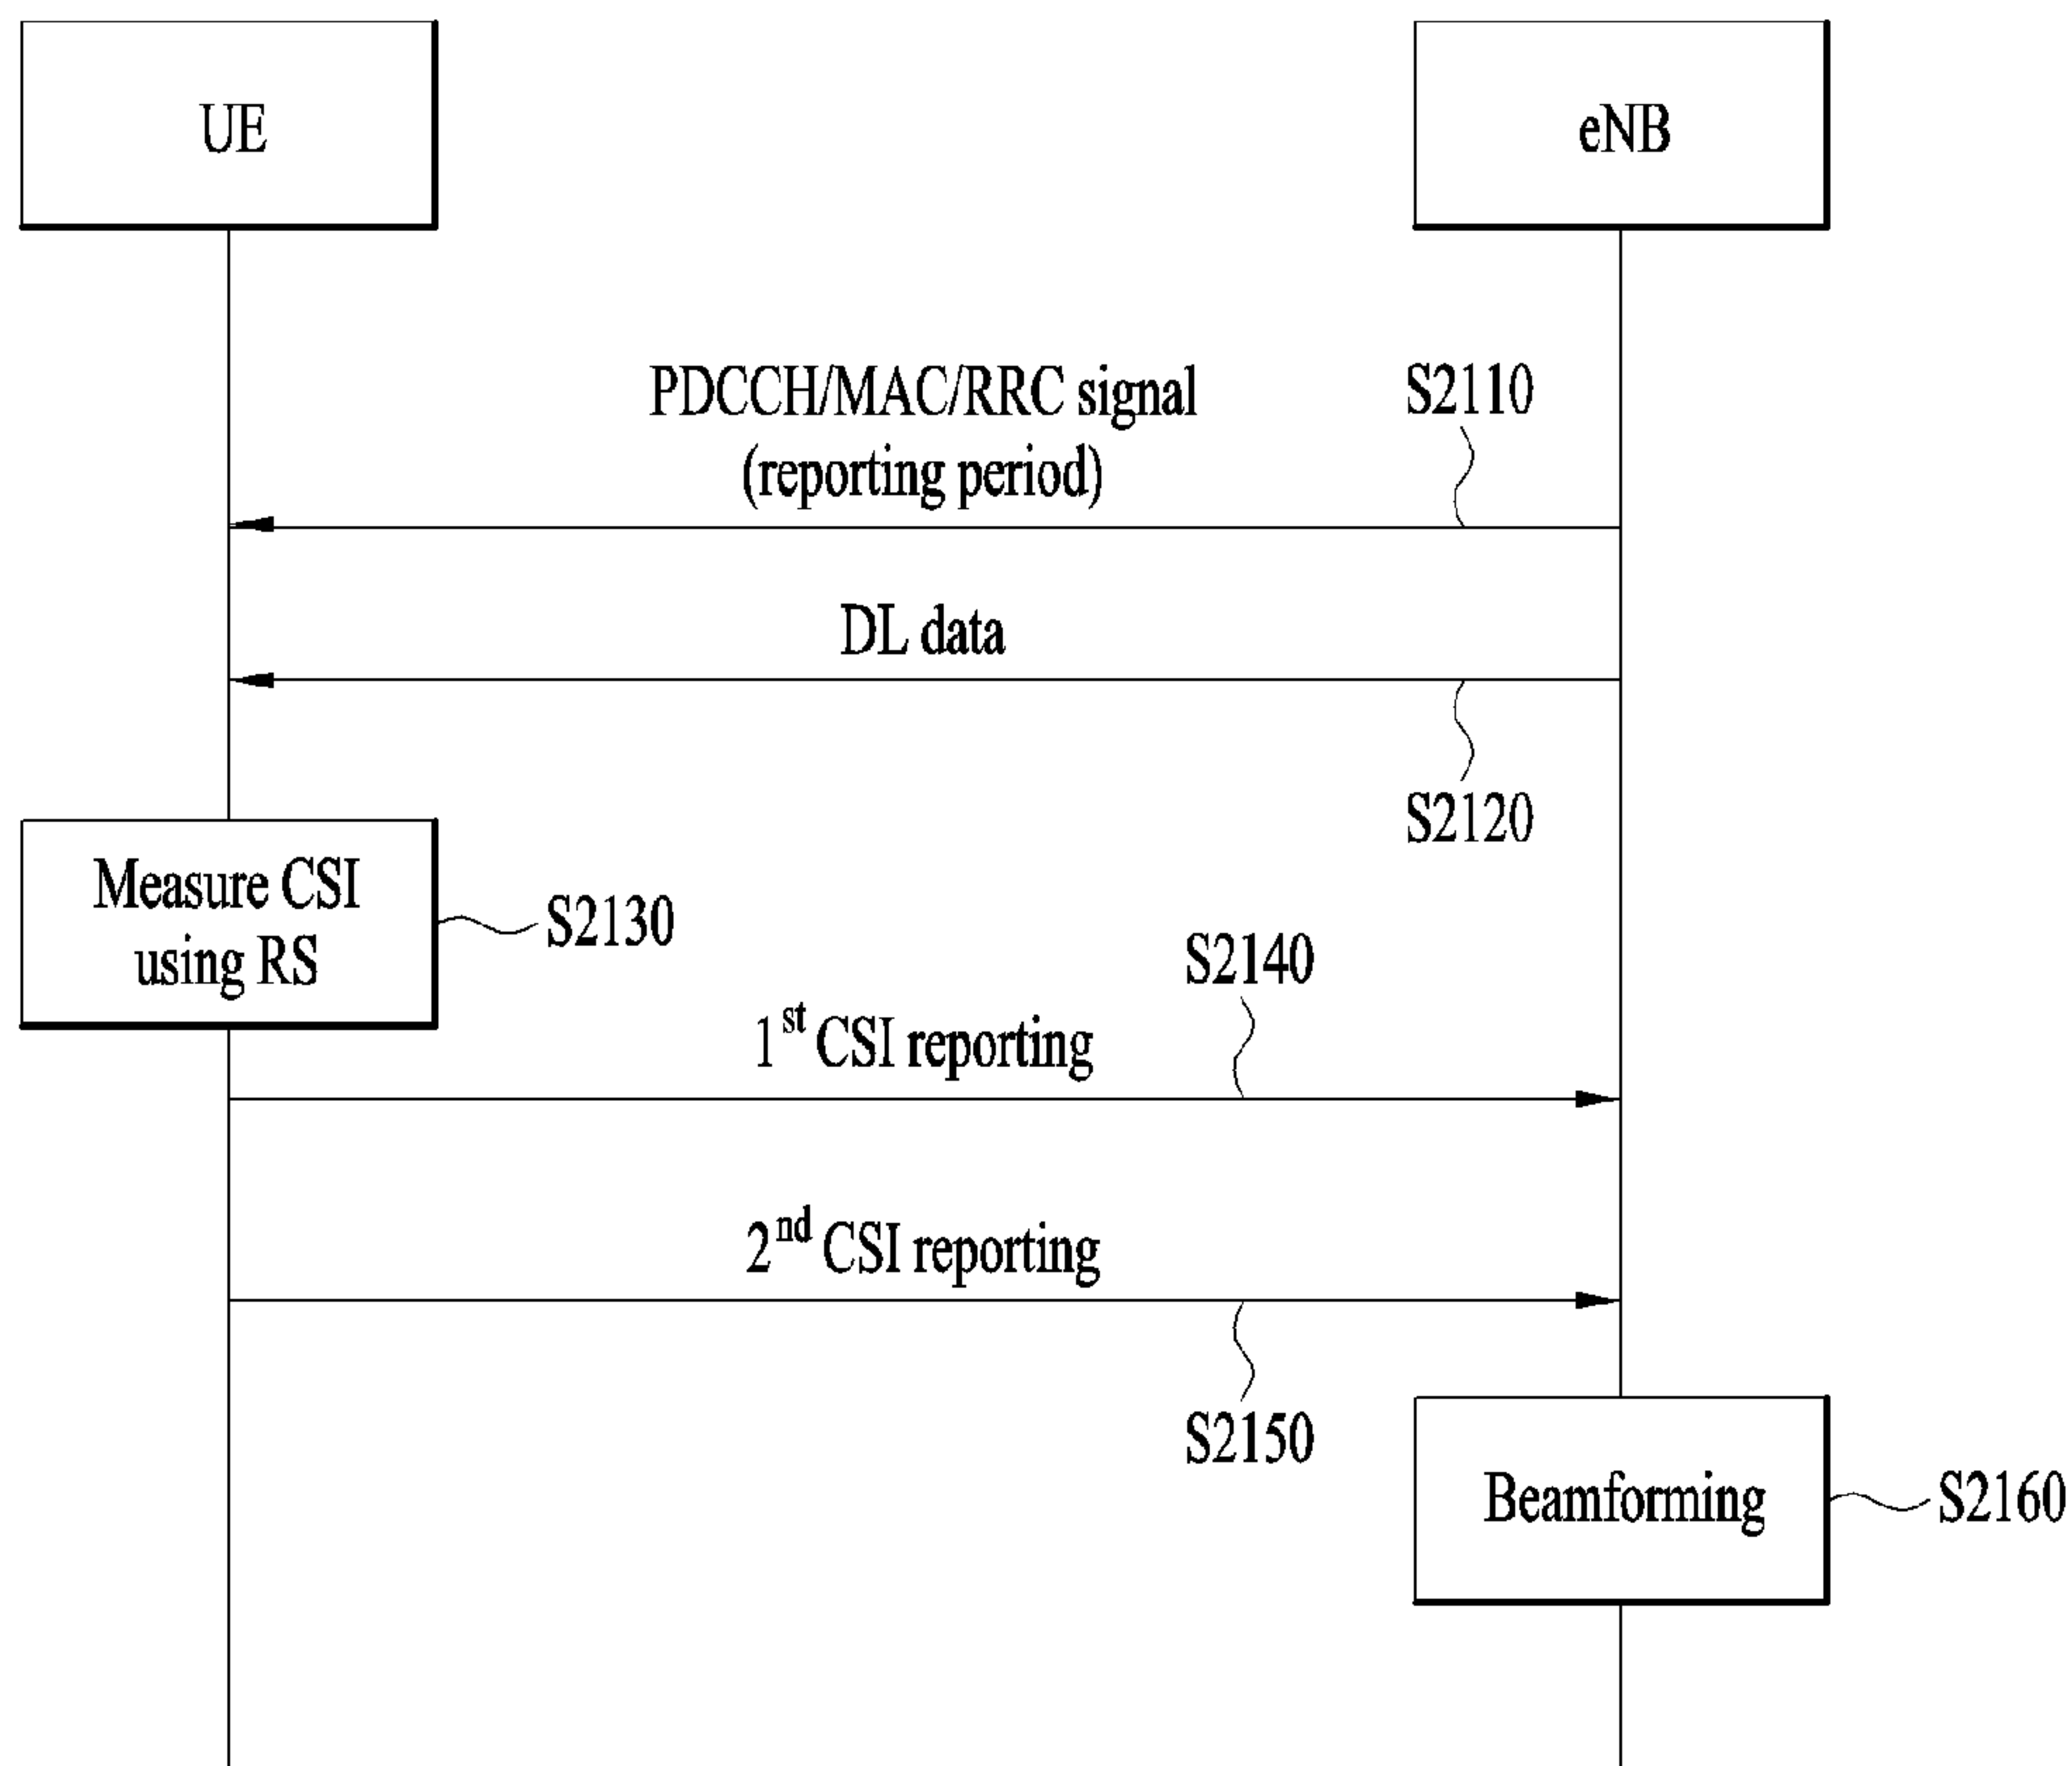 UE
eNB
PDCCH/MAC/RRC signal
(reporting period)
S2110
DL data
S2120
Measure CSI
using RS
S2130
S2140
1st CSI reporting
2nd CSI reporting
S2150
Beamforming
S2160